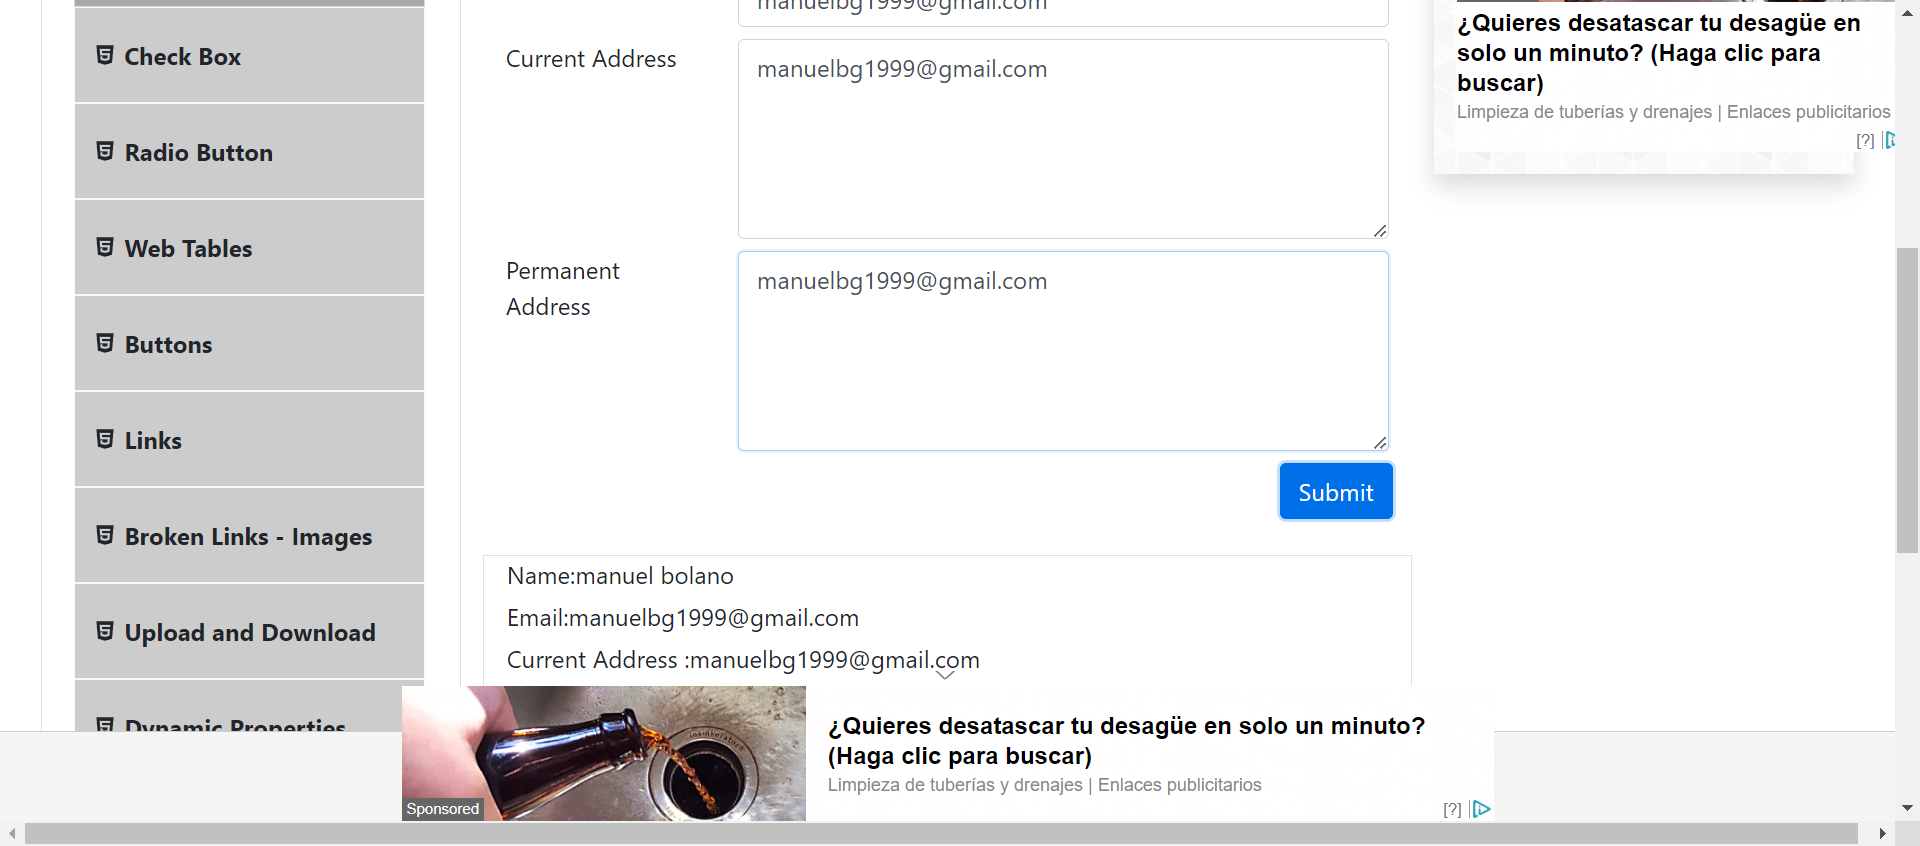 Check Box
Radio Button
Web Tables
Buttons
Links
Broken Links - Images
Upload and Download
Dynamic Properties
manuelbg1999@gmail.com
Current Address
manuelbg1999@gmail.com
Permanent
Address
manuelbg1999@gmail.com
Submit
Name:manuel bolano
Email:manuelbg1999@gmail.com
Current Address :manuelbg1999@gmail.com
¿Quieres desatascar tu desagüe en
solo un minuto? (Haga clic para
buscar)
Limpieza de tuberías y drenajes | Enlaces publicitarios
[?]
Sponsored
¿Quieres desatascar tu desagüe en solo un minuto?
(Haga clic para buscar)
Limpieza de tuberías y drenajes | Enlaces publicitarios
[?]